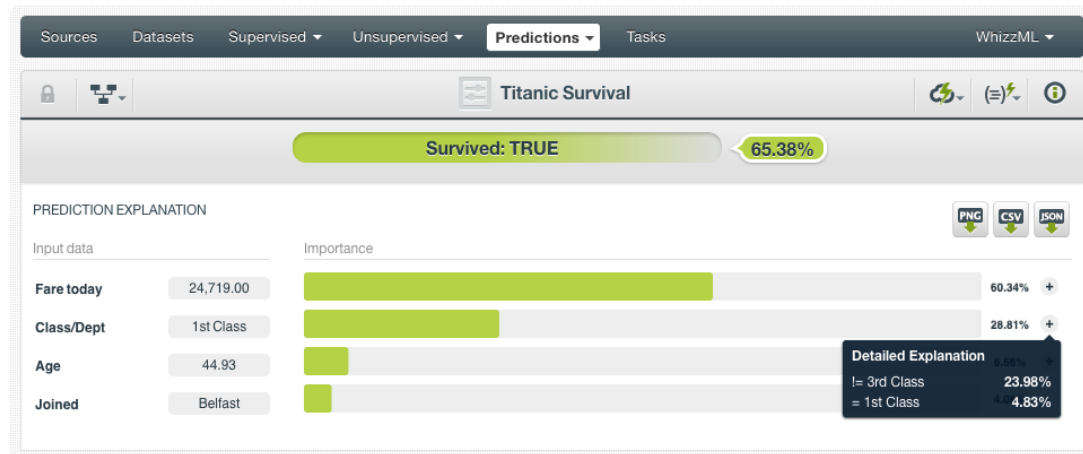 Sources Datasets Supervised Unsupervised Predictions Tasks WhizzML
Titanic Survival
Survived: TRUE 65.38%
PREDICTION EXPLANATION
PNG CSV JSON
Input data Importance
Fare today 24,719.00 60.34%
Class/Dept 1st Class 28.81%
Detailed Explanation
Age 44.93
!= 3rd Class 23.98%
= 1st Class 4.83%
Joined Belfast